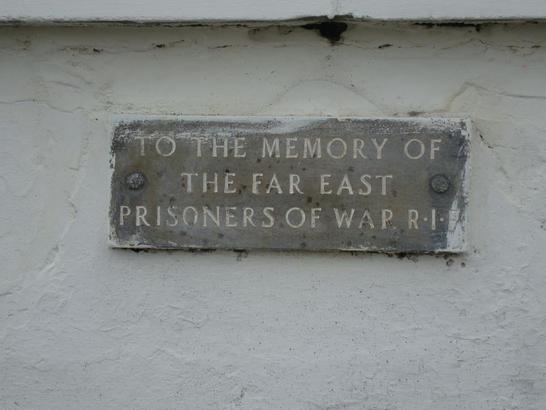 TO THE MEMORY OF
THE FAR EAST
PRISONERS OF WAR R·I·P